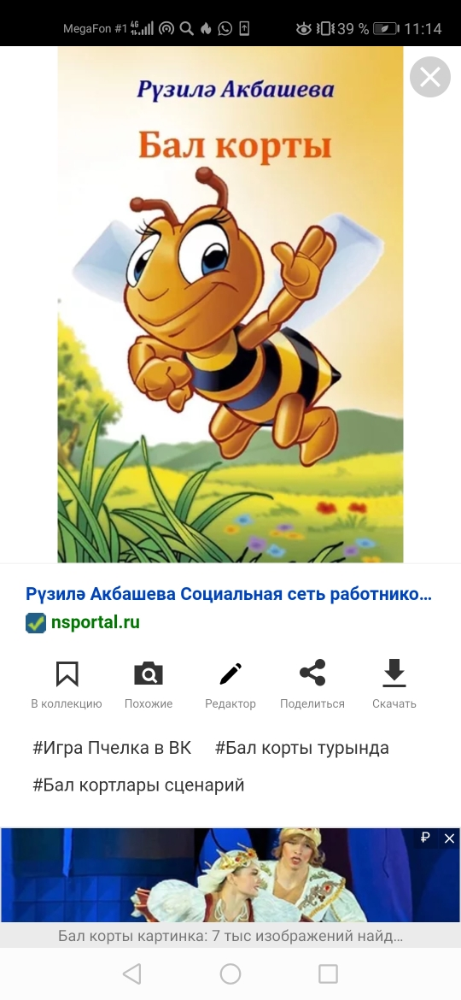 MegaFon #1 4G 39 % 11:14
Рүзилә Акбашева
Бал корты
Рүзилә Акбашева Социальная сеть работнико...
nsportal.ru
В коллекцию Похожие Редактор Поделиться Скачать
#Игра Пчелка в ВК #Бал корты турында
#Бал кортлары сценарий
₽
Бал корты картинка: 7 тыс изображений найд...